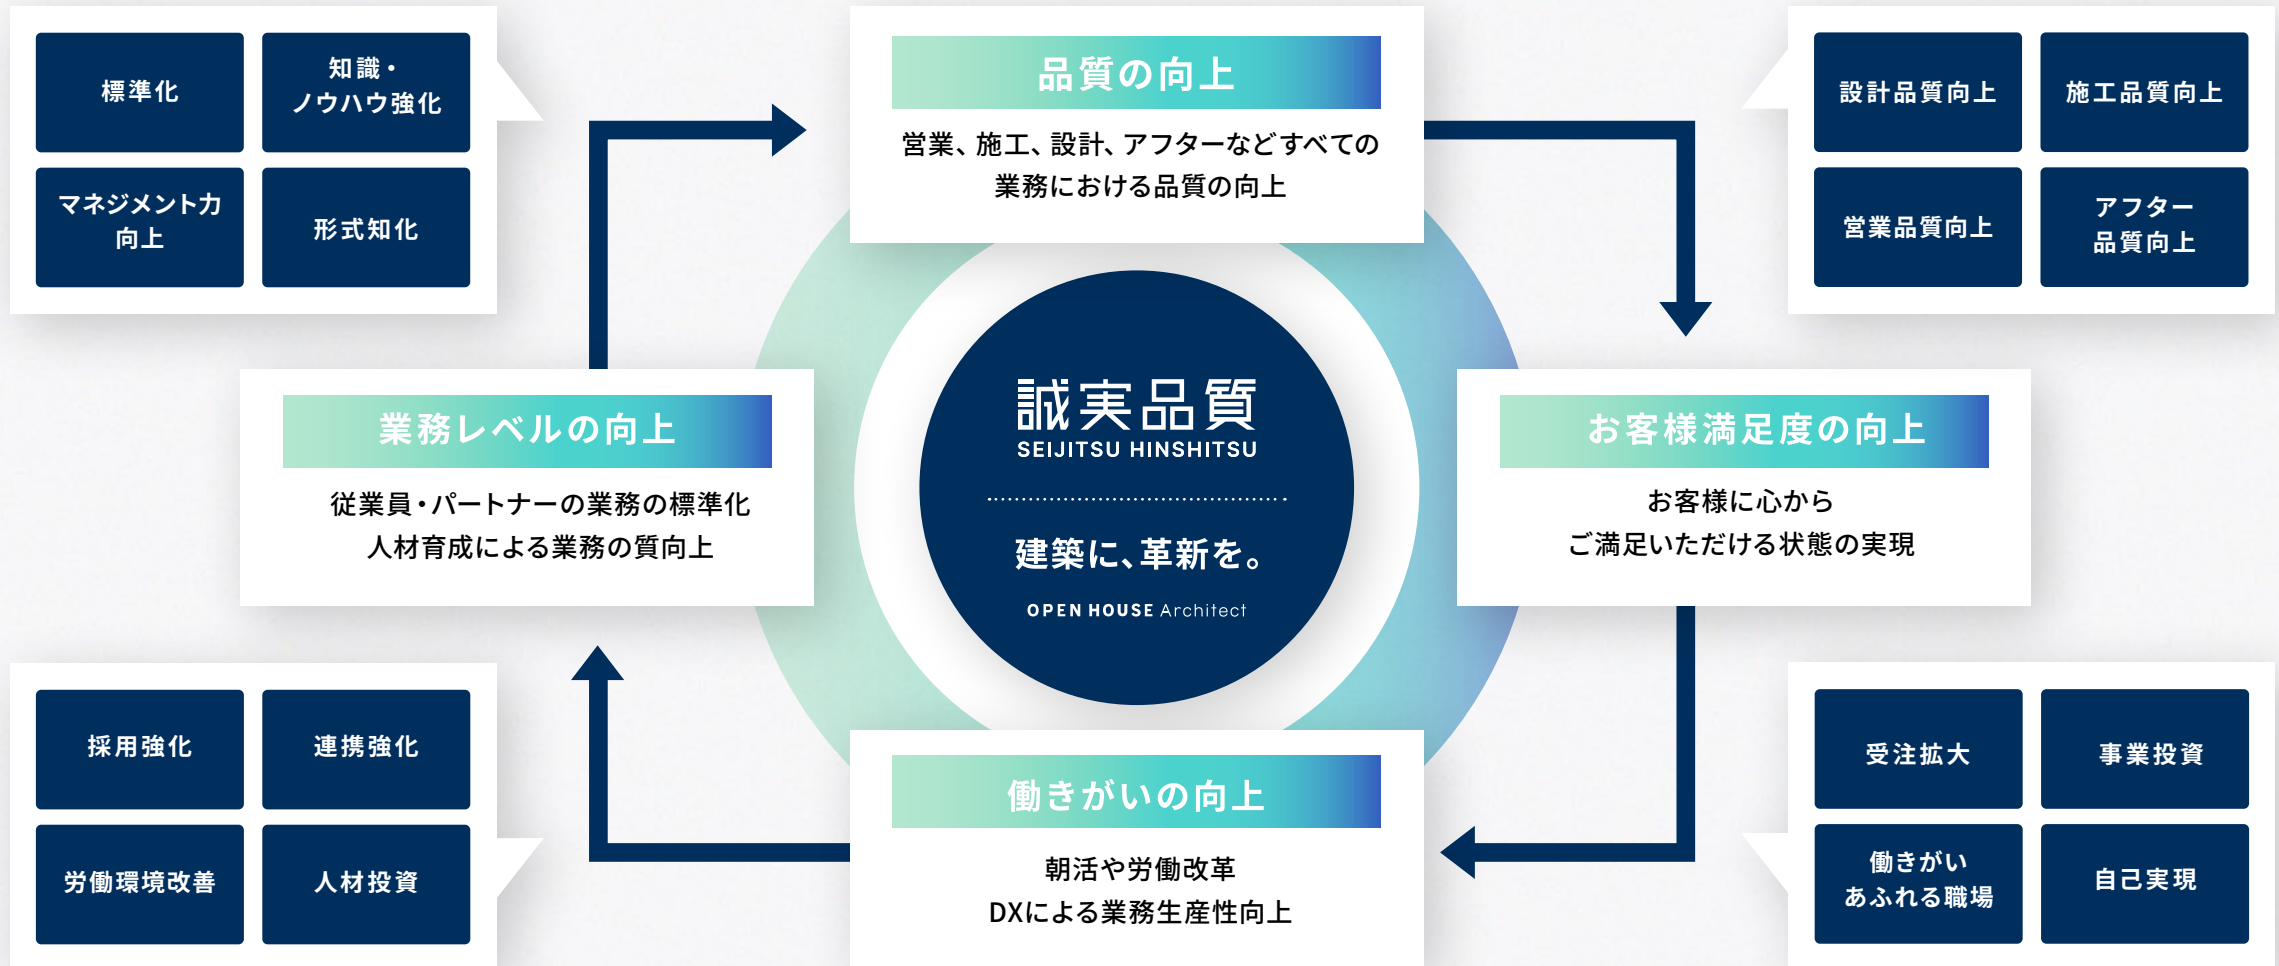 標準化
知識・
ノウハウ強化
マネジメント力
向上
形式知化
品質の向上
営業、施工、設計、アフターなどすべての
業務における品質の向上
設計品質向上
施工品質向上
営業品質向上
アフター
品質向上
業務レベルの向上
従業員・パートナーの業務の標準化
人材育成による業務の質向上
誠実品質
SEIJITSU HINSHITSU
建築に、革新を。
OPEN HOUSE Architect
お客様満足度の向上
お客様に心から
ご満足いただける状態の実現
採用強化
連携強化
労働環境改善
人材投資
働きがいの向上
朝活や労働改革
DXによる業務生産性向上
受注拡大
事業投資
働きがい
あふれる職場
自己実現